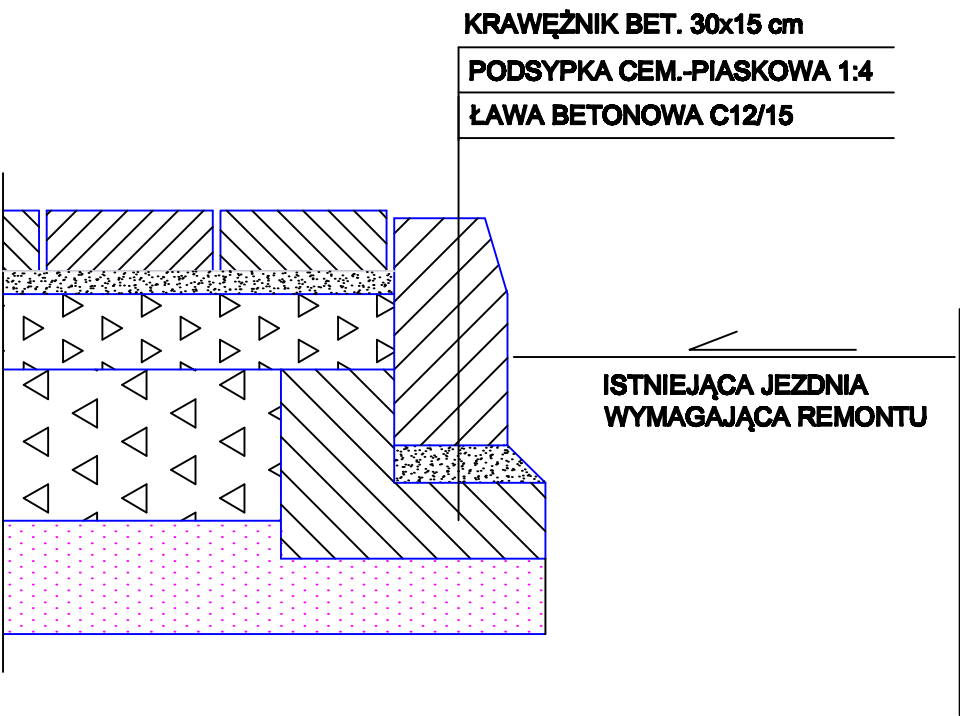 KRAWĘŻNIK BET. 30x15 cm
PODSYPKA CEM.-PIASKOWA 1:4
ŁAWA BETONOWA C12/15
ISTNIEJĄCA JEZDNIA
WYMAGAJĄCA REMONTU